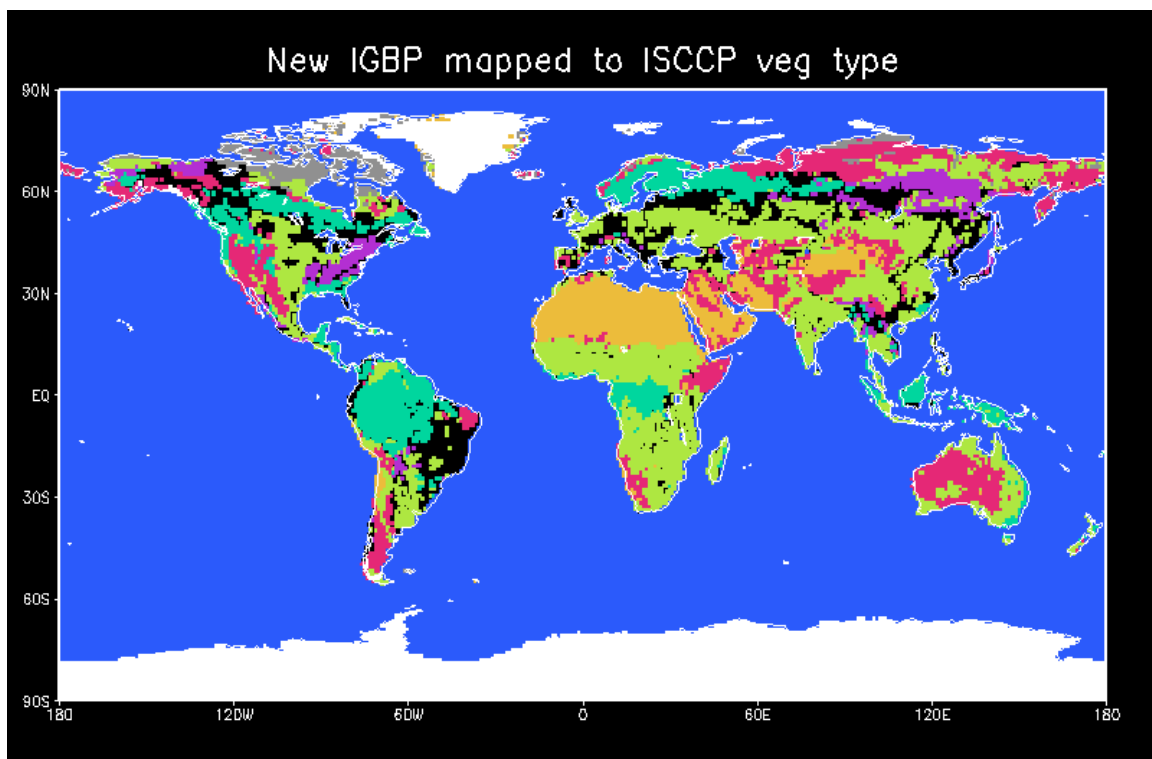 New IGBP mapped to ISCCP veg type
90N
60N
30N
EQ
30S
60S
90S
180 120W 60W 0 60E 120E 180